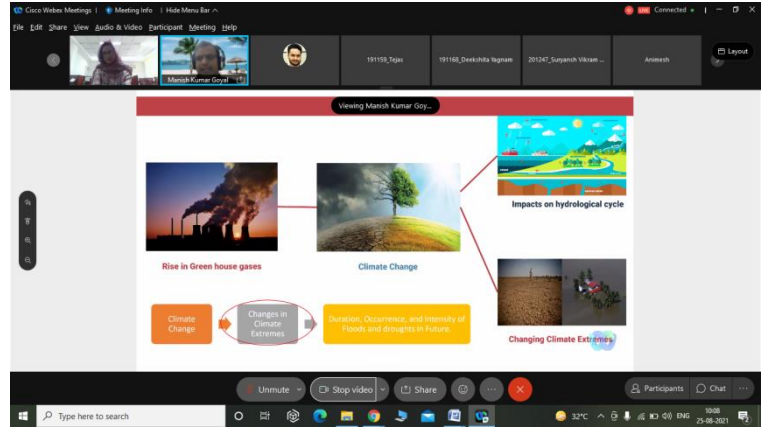 Cisco Webex Meetings | Meeting Info | Hide Menu Bar
LIVE Connected
File Edit Share View Audio & Video Participant Meeting Help
Layout
Manish Kumar Goyal
191159_Tejas
191168_Deekshita Yagnam
201247_Suryansh Vikram ...
Animesh
Viewing Manish Kumar Goy...
Impacts on hydrological cycle
Rise in Green house gases
Climate Change
Changing Climate Extremes
Climate
Change
Changes in
Climate
Extremes
Duration, Occurrence, and Intensity of
Floods and droughts in Future.
Unmute
Stop video
Share
Participants
Chat
Type here to search
32°C
ENG
10:08
25-08-2021